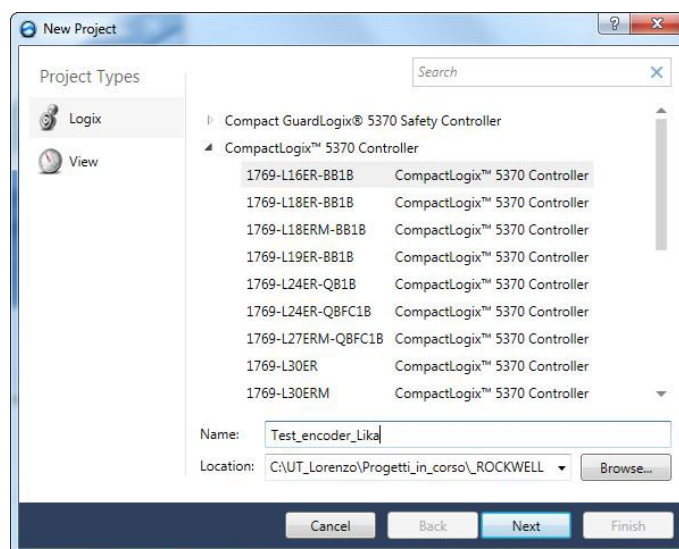 New Project
?
Project Types
Search
Logix
View
Compact GuardLogix® 5370 Safety Controller
CompactLogix™ 5370 Controller
1769-L16ER-BB1B CompactLogix™ 5370 Controller
1769-L18ER-BB1B CompactLogix™ 5370 Controller
1769-L18ERM-BB1B CompactLogix™ 5370 Controller
1769-L19ER-BB1B CompactLogix™ 5370 Controller
1769-L24ER-QB1B CompactLogix™ 5370 Controller
1769-L24ER-QBFC1B CompactLogix™ 5370 Controller
1769-L27ERM-QBFC1B CompactLogix™ 5370 Controller
1769-L30ER CompactLogix™ 5370 Controller
1769-L30ERM CompactLogix™ 5370 Controller
Name: Test_encoder_Lika
Location: C:\UT_Lorenzo\Progetti_in_corso\_ROCKWELL Browse...
Cancel Back Next Finish